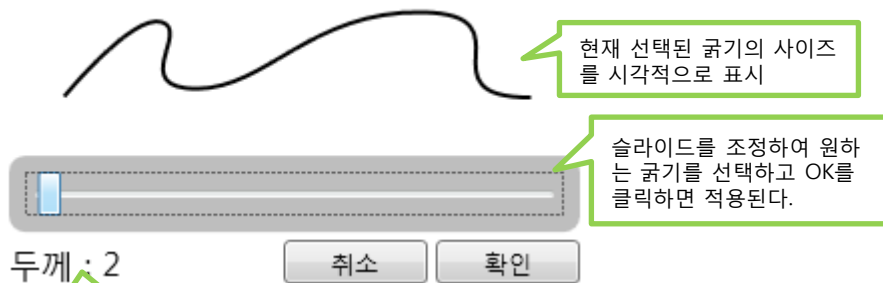 현재 선택된 굵기의 사이즈
를 시각적으로 표시
슬라이드를 조정하여 원하
는 굵기를 선택하고 OK를
클릭하면 적용된다.
두께 : 2
취소
확인